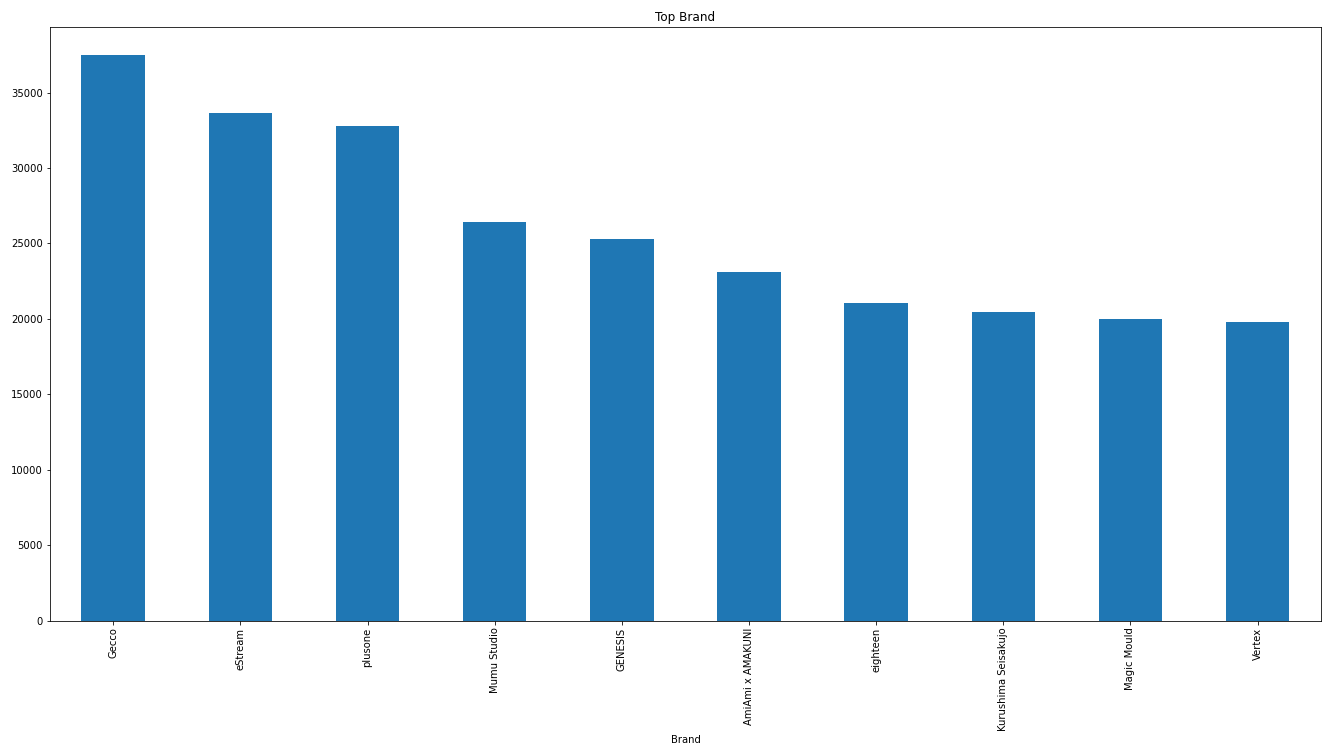 Top Brand
35000
30000
25000
20000
15000
10000
5000
0
Gecco
eStream
plusone
Mumu Studio
GENESIS
AmiAmi x AMAKUNI
eighteen
Kurushima Seisakujo
Magic Mould
Vertex
Brand